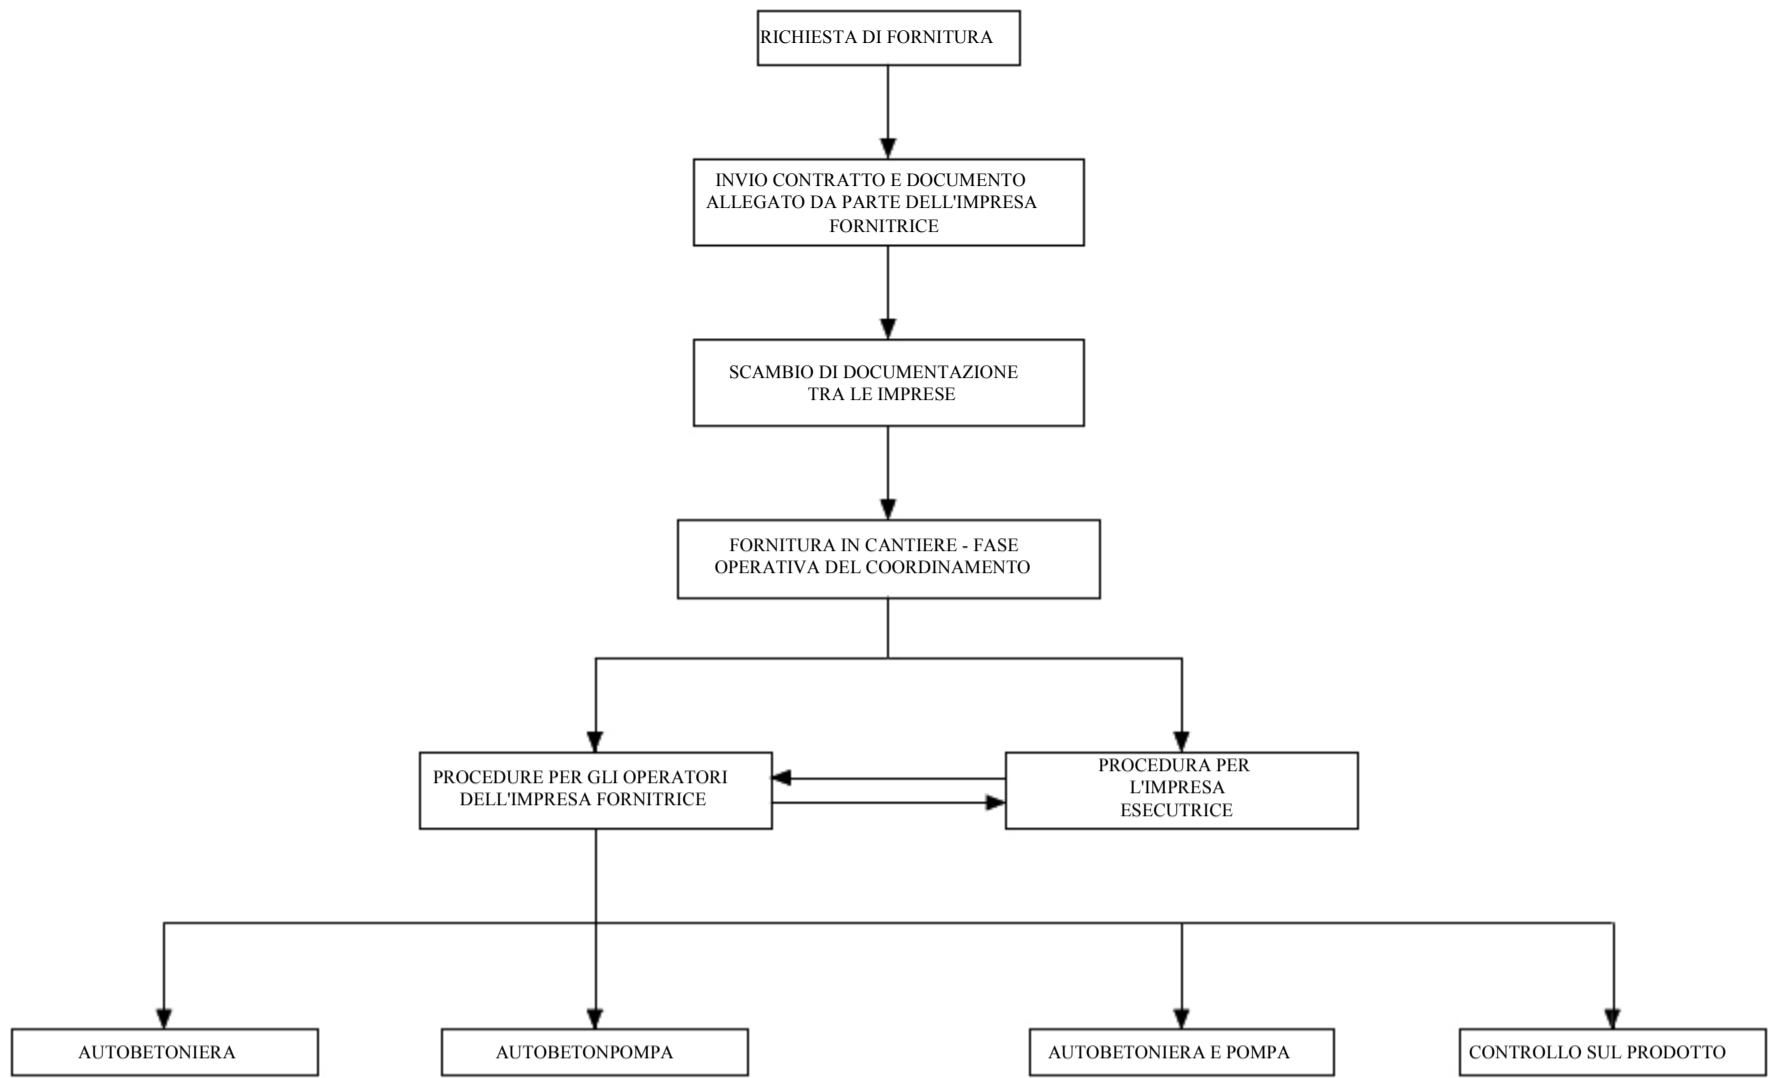 RICHIESTA DI FORNITURA
INVIO CONTRATTO E DOCUMENTO
ALLEGATO DA PARTE DELL'IMPRESA
FORNITRICE
SCAMBIO DI DOCUMENTAZIONE
TRA LE IMPRESE
FORNITURA IN CANTIERE - FASE
OPERATIVA DEL COORDINAMENTO
PROCEDURE PER GLI OPERATORI
DELL'IMPRESA FORNITRICE
PROCEDURA PER
L'IMPRESA
ESECUTRICE
AUTOBETONIERA
AUTOBETONPOMPA
AUTOBETONIERA E POMPA
CONTROLLO SUL PRODOTTO